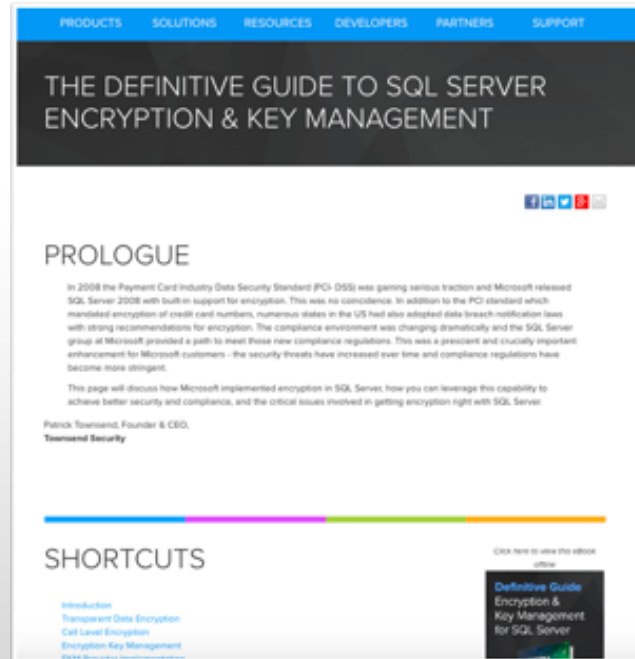 PRODUCTS SOLUTIONS RESOURCES DEVELOPERS PARTNERS SUPPORT
THE DEFINITIVE GUIDE TO SQL SERVER
ENCRYPTION & KEY MANAGEMENT
PROLOGUE
In 2008 the Payment Card Industry Data Security Standard (PCI- DSS) was gaining serious traction and Microsoft released
SQL Server 2008 with built-in support for encryption. This was no coincidence. In addition to the PCI standard which
mandated encryption of credit card numbers, numerous states in the US had also adopted data breach notification laws
with strong recommendations for encryption. The compliance environment was changing dramatically and the SQL Server
group at Microsoft provided a path to meet those new compliance regulations. This was a prescient and crucially important
enhancement for Microsoft customers - the security threats have increased over time and compliance regulations have
become more stringent.
This page will discuss how Microsoft implemented encryption in SQL Server, how you can leverage this capability to
achieve better security and compliance, and the critical issues involved in getting encryption right with SQL Server.
Patrick Townsend, Founder & CEO,
Townsend Security
SHORTCUTS
Click here to view this eBook
offline
Introduction
Transparent Data Encryption
Cell Level Encryption
Encryption Key Management
EKM Provider Implementation
Definitive Guide
Encryption &
Key Management
for SQL Server